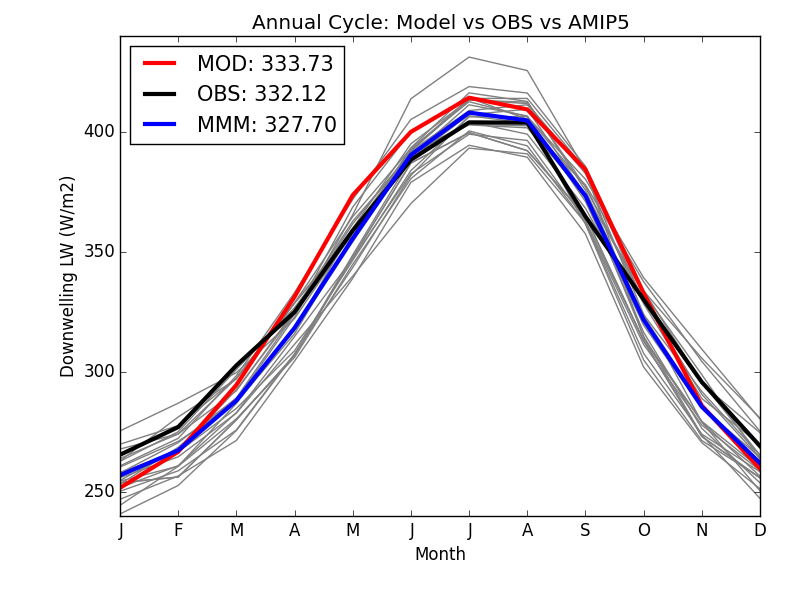 Annual Cycle: Model vs OBS vs AMIP5
MOD: 333.73
OBS: 332.12
MMM: 327.70
Downwelling LW (W/m2)
400
350
300
250
J F M A M J J A S O N D
Month